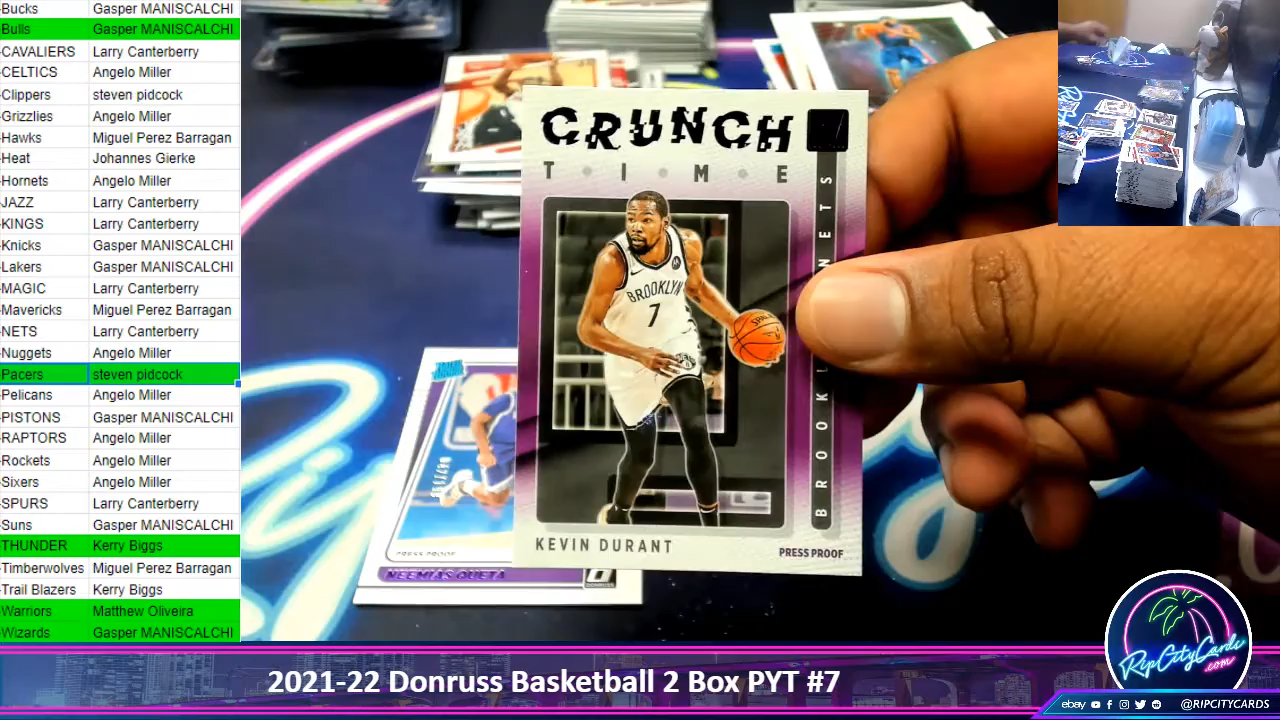 -Bucks Gasper MANISCALCHI
-Bulls Gasper MANISCALCHI
-CAVALIERS Larry Canterberry
-CELTICS Angelo Miller
-Clippers steven pidcock
-Grizzlies Angelo Miller
-Hawks Miguel Perez Barragan
-Heat Johannes Gierke
-Hornets Angelo Miller
-JAZZ Larry Canterberry
-KINGS Larry Canterberry
-Knicks Gasper MANISCALCHI
-Lakers Gasper MANISCALCHI
-MAGIC Larry Canterberry
-Mavericks Miguel Perez Barragan
-NETS Larry Canterberry
-Nuggets Angelo Miller
-Pacers steven pidcock
-Pelicans Angelo Miller
-PISTONS Gasper MANISCALCHI
-RAPTORS Angelo Miller
-Rockets Angelo Miller
-Sixers Angelo Miller
-SPURS Larry Canterberry
-Suns Gasper MANISCALCHI
-THUNDER Kerry Biggs
-Timberwolves Miguel Perez Barragan
-Trail Blazers Kerry Biggs
-Warriors Matthew Oliveira
-Wizards Gasper MANISCALCHI
CRUNCH
T·I·M·E
BROOKLYN
7
SPALDING
KEVIN DURANT
PRESS PROOF
PRESS PROOF
NEEMIAS QUETA
DONRUSS
RipCityCards
.com
2021-22 Donruss Basketball 2 Box PYT #7
ebay @RIPCITYCARDS